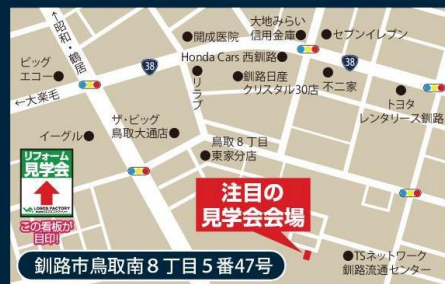 ←昭和・鶴居
大地みらい
信用金庫
セブンイレブン
開成医院
Honda Cars 西釧路
38
38
ビッグ
エコー
リラブ
釧路日産
クリスタル30店
不二家
トヨタ
レンタリース釧路
←大楽毛
ザ・ビッグ
鳥取大通店
イーグル
鳥取8丁目
東家分店
リフォーム
見学会
LOGOS FACTORY
この看板が
目印!
注目の
見学会会場
TSネットワーク
釧路流通センター
釧路市鳥取南8丁目5番47号